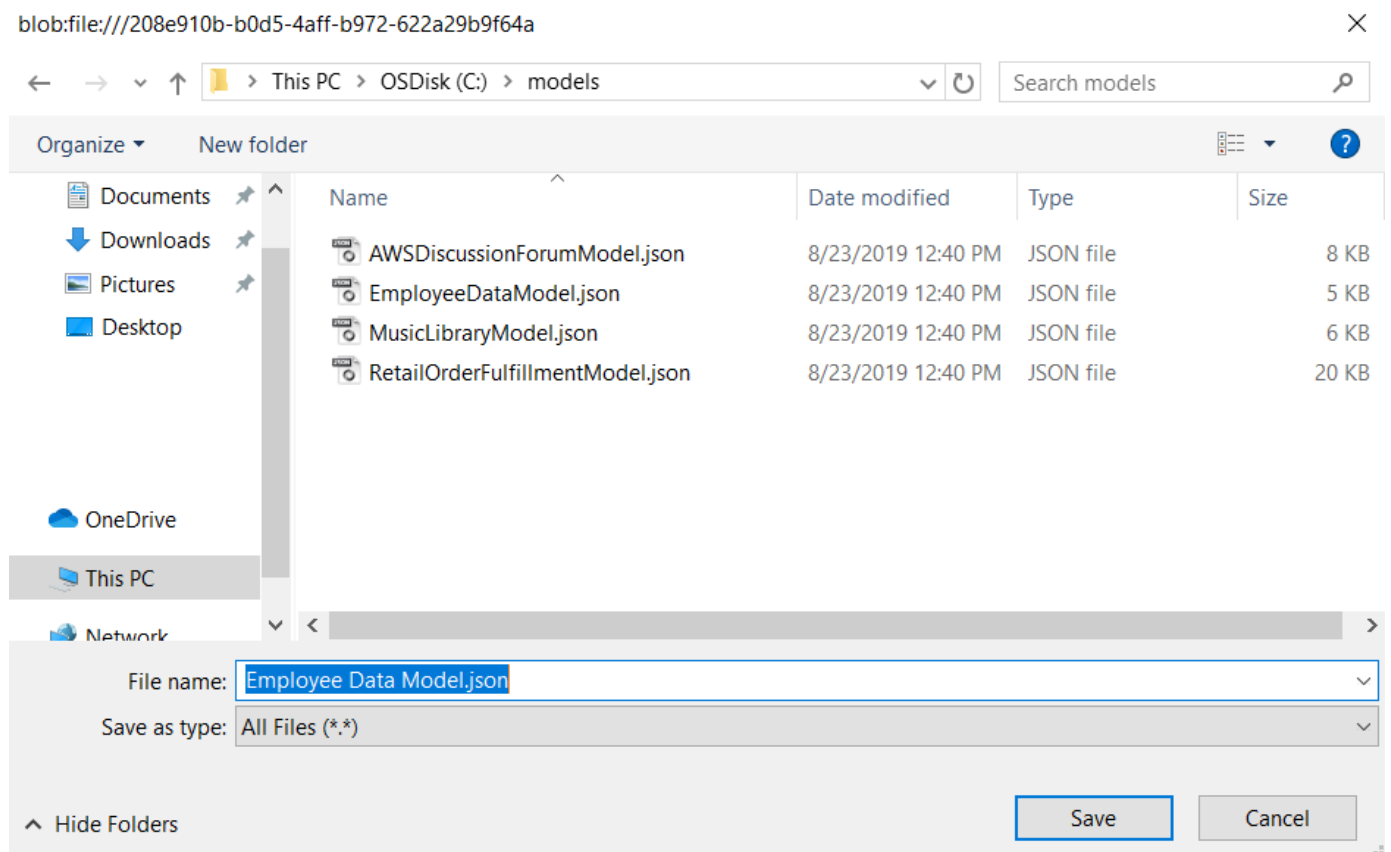 blob:file:///208e910b-b0d5-4aff-b972-622a29b9f64a
This PC > OSDisk (C:) > models
Search models
Organize
New folder
Name
Date modified
Type
Size
Documents
Downloads
Pictures
Desktop
OneDrive
This PC
Network
AWSDiscussionForumModel.json 8/23/2019 12:40 PM JSON file 8 KB
EmployeeDataModel.json 8/23/2019 12:40 PM JSON file 5 KB
MusicLibraryModel.json 8/23/2019 12:40 PM JSON file 6 KB
RetailOrderFulfillmentModel.json 8/23/2019 12:40 PM JSON file 20 KB
File name: Employee Data Model.json
Save as type: All Files (*.*)
Hide Folders
Save
Cancel